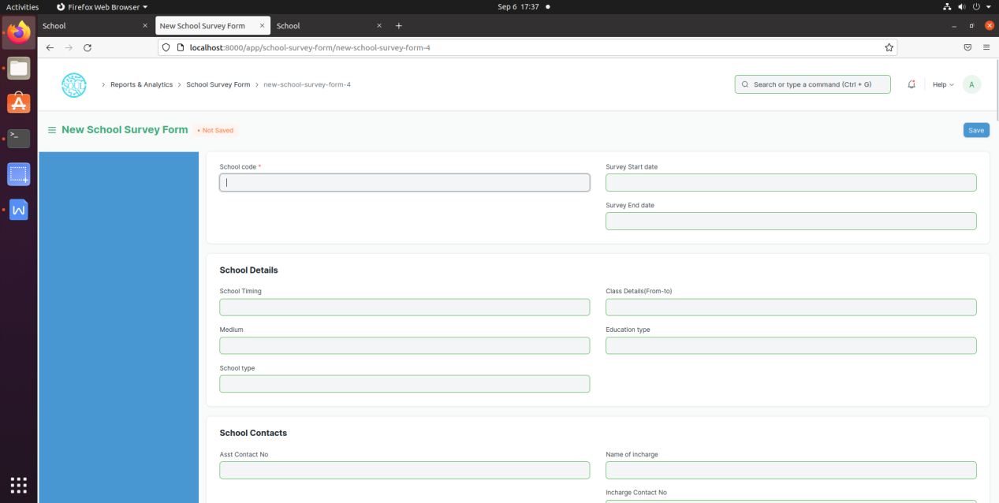 Activities
Firefox Web Browser
Sep 6 17:37
School
New School Survey Form
School
localhost:8000/app/school-survey-form/new-school-survey-form-4
SOUL
Reports & Analytics
School Survey Form
new-school-survey-form-4
Search or type a command (Ctrl + G)
Help
A
New School Survey Form
Not Saved
Save
School code *
Survey Start date
Survey End date
School Details
School Timing
Class Details(From-to)
Medium
Education type
School type
School Contacts
Asst Contact No
Name of incharge
Incharge Contact No